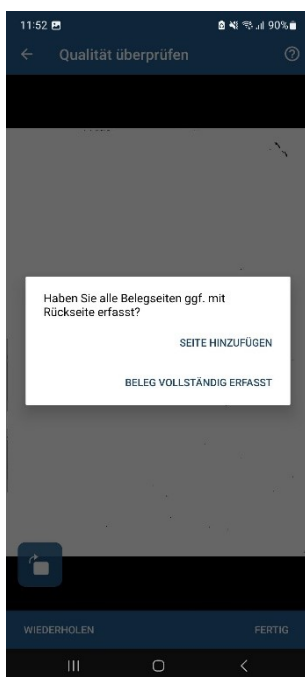 11:52
90%
Qualität überprüfen
Haben Sie alle Belegseiten ggf. mit
Rückseite erfasst?
SEITE HINZUFÜGEN
BELEG VOLLSTÄNDIG ERFASST
WIEDERHOLEN
FERTIG